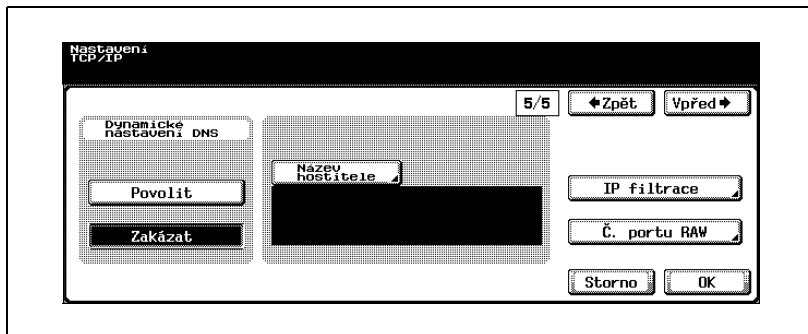 Nastavení
TCP/IP
5/5
Zpět
Vpřed
Dynamické
nastavení DNS
Povolit
Zakázat
Název
hostitele
IP filtrace
Č. portu RAW
Storno
OK